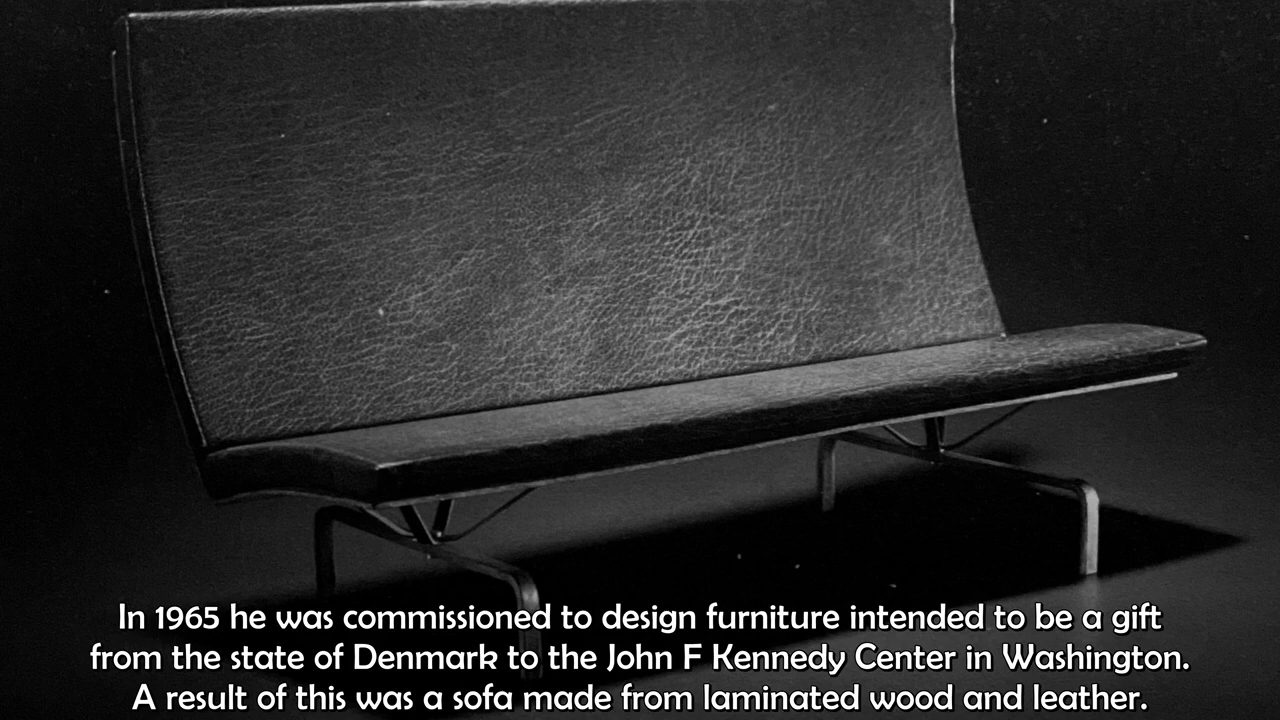 In 1965 he was commissioned to design furniture intended to be a gift
from the state of Denmark to the John F Kennedy Center in Washington.
A result of this was a sofa made from laminated wood and leather.